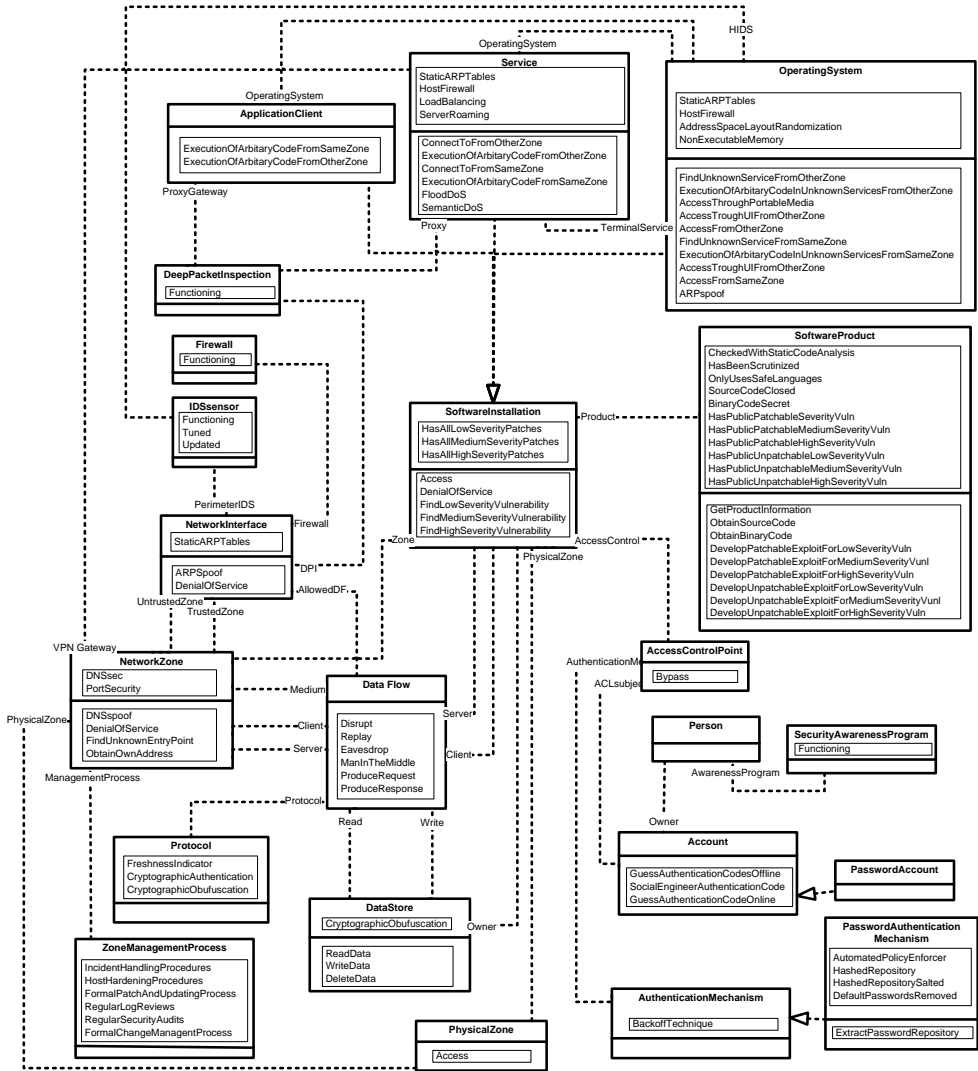 HIDS
OperatingSystem
Service
StaticARPTables
HostFirewall
LoadBalancing
ServerRoaming
ConnectToFromOtherZone
ExecutionOfArbitaryCodeFromOtherZone
ConnectToFromSameZone
ExecutionOfArbitaryCodeFromSameZone
FloodDoS
SemanticDoS
Proxy
TerminalService
OperatingSystem
StaticARPTables
HostFirewall
AddressSpaceLayoutRandomization
NonExecutableMemory
FindUnknownServiceFromOtherZone
ExecutionOfArbitaryCodeInUnknownServicesFromOtherZone
AccessThroughPortableMedia
AccessTroughUIFromOtherZone
AccessFromOtherZone
FindUnknownServiceFromSameZone
ExecutionOfArbitaryCodeInUnknownServicesFromSameZone
AccessTroughUIFromOtherZone
AccessFromSameZone
ARPspoof
OperatingSystem
ApplicationClient
ExecutionOfArbitaryCodeFromSameZone
ExecutionOfArbitaryCodeFromOtherZone
ProxyGateway
DeepPacketInspection
Functioning
Firewall
Functioning
IDSsensor
Functioning
Tuned
Updated
PerimeterIDS
NetworkInterface
StaticARPTables
ARPSpoof
DenialOfService
Firewall
DPI
AllowedDF
UntrustedZone
TrustedZone
SoftwareInstallation
HasAllLowSeverityPatches
HasAllMediumSeverityPatches
HasAllHighSeverityPatches
Access
DenialOfService
FindLowSeverityVulnerability
FindMediumSeverityVulnerability
FindHighSeverityVulnerability
Product
Zone
AccessControl
PhysicalZone
SoftwareProduct
CheckedWithStaticCodeAnalysis
HasBeenScrutinized
OnlyUsesSafeLanguages
SourceCodeClosed
BinaryCodeSecret
HasPublicPatchableSeverityVuln
HasPublicPatchableMediumSeverityVuln
HasPublicPatchableHighSeverityVuln
HasPublicUnpatchableLowSeverityVuln
HasPublicUnpatchableMediumSeverityVuln
HasPublicUnpatchableHighSeverityVuln
GetProductInformation
ObtainSourceCode
ObtainBinaryCode
DevelopPatchableExploitForLowSeverityVuln
DevelopPatchableExploitForMediumSeverityVunl
DevelopPatchableExploitForHighSeverityVuln
DevelopUnpatchableExploitForLowSeverityVuln
DevelopUnpatchableExploitForMediumSeverityVunl
DevelopUnpatchableExploitForHighSeverityVuln
VPN Gateway
NetworkZone
DNSsec
PortSecurity
DNSspoof
DenialOfService
FindUnknownEntryPoint
ObtainOwnAddress
PhysicalZone
ManagementProcess
Medium
Client
Server
Protocol
Data Flow
Disrupt
Replay
Eavesdrop
ManInTheMiddle
ProduceRequest
ProduceResponse
Server
Client
Read
Write
AccessControlPoint
Bypass
AuthenticationMe
ACLsubje
Person
SecurityAwarenessProgram
Functioning
AwarenessProgram
Owner
Account
GuessAuthenticationCodesOffline
SocialEngineerAuthenticationCode
GuessAuthenticationCodeOnline
PasswordAccount
Protocol
FreshnessIndicator
CryptographicAuthentication
CryptographicObufuscation
DataStore
CryptographicObufuscation
ReadData
WriteData
DeleteData
Owner
ZoneManagementProcess
IncidentHandlingProcedures
HostHardeningProcedures
FormalPatchAndUpdatingProcess
RegularLogReviews
RegularSecurityAudits
FormalChangeManagentProcess
PasswordAuthentication
Mechanism
AutomatedPolicyEnforcer
HashedRepository
HashedRepositorySalted
DefaultPasswordsRemoved
ExtractPasswordRepository
AuthenticationMechanism
BackoffTechnique
PhysicalZone
Access